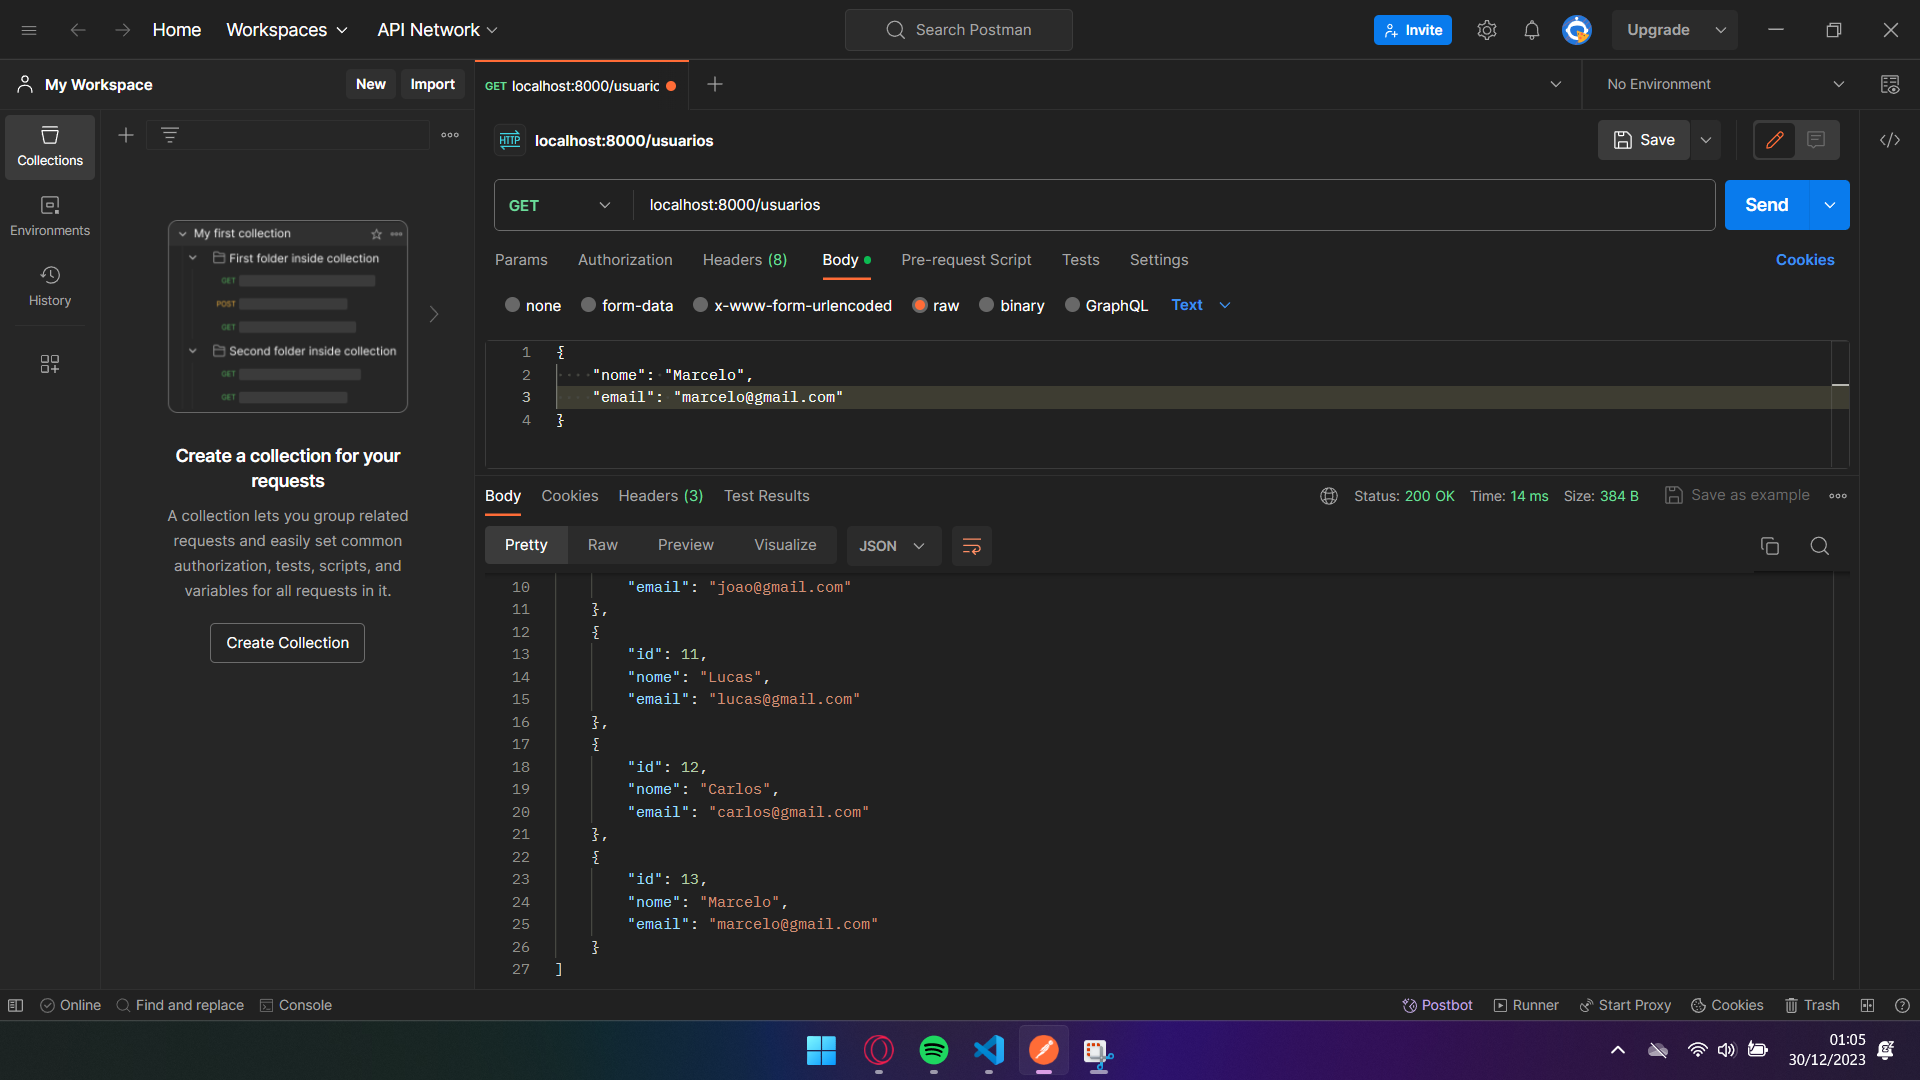 Home Workspaces API Network Search Postman Invite Upgrade
My Workspace New Import GET localhost:8000/usuaric No Environment
Collections
Environments
History
My first collection
First folder inside collection
GET
POST
GET
Second folder inside collection
GET
GET
Create a collection for your
requests
A collection lets you group related
requests and easily set common
authorization, tests, scripts, and
variables for all requests in it.
Create Collection
HTTP localhost:8000/usuarios Save
GET localhost:8000/usuarios Send
Params Authorization Headers (8) Body Pre-request Script Tests Settings Cookies
none form-data x-www-form-urlencoded raw binary GraphQL Text
1 {
2 "nome": "Marcelo",
3 "email": "marcelo@gmail.com"
4 }
Body Cookies Headers (3) Test Results Status: 200 OK Time: 14 ms Size: 384 B Save as example
Pretty Raw Preview Visualize JSON
10 "email": "joao@gmail.com"
11 },
12 {
13 "id": 11,
14 "nome": "Lucas",
15 "email": "lucas@gmail.com"
16 },
17 {
18 "id": 12,
19 "nome": "Carlos",
20 "email": "carlos@gmail.com"
21 },
22 {
23 "id": 13,
24 "nome": "Marcelo",
25 "email": "marcelo@gmail.com"
26 }
27 ]
Online Find and replace Console Postbot Runner Start Proxy Cookies Trash
01:05
30/12/2023